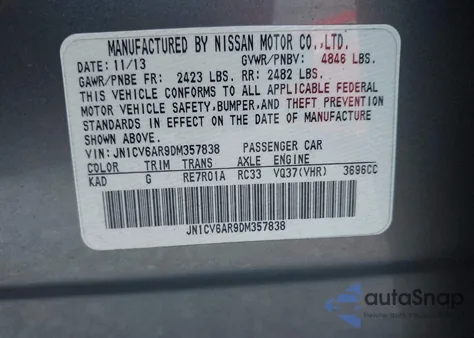 MANUFACTURED BY NISSAN MOTOR CO.,LTD.
DATE: 11/13 GVWR/PNBV: 4846 LBS.
GAWR/PNBE FR: 2423 LBS. RR: 2482 LBS.
THIS VEHICLE CONFORMS TO ALL APPLICABLE FEDERAL
MOTOR VEHICLE SAFETY,BUMPER,AND THEFT PREVENTION
STANDARDS IN EFFECT ON THE DATE OF MANUFACTURE
SHOWN ABOVE.
VIN: JN1CV6AR9DM357838 PASSENGER CAR
COLOR TRIM TRANS AXLE ENGINE
KAD G RE7R01A RC33 VQ37(VHR) 3696CC
JN1CV6AR9DM357838
autoSnap